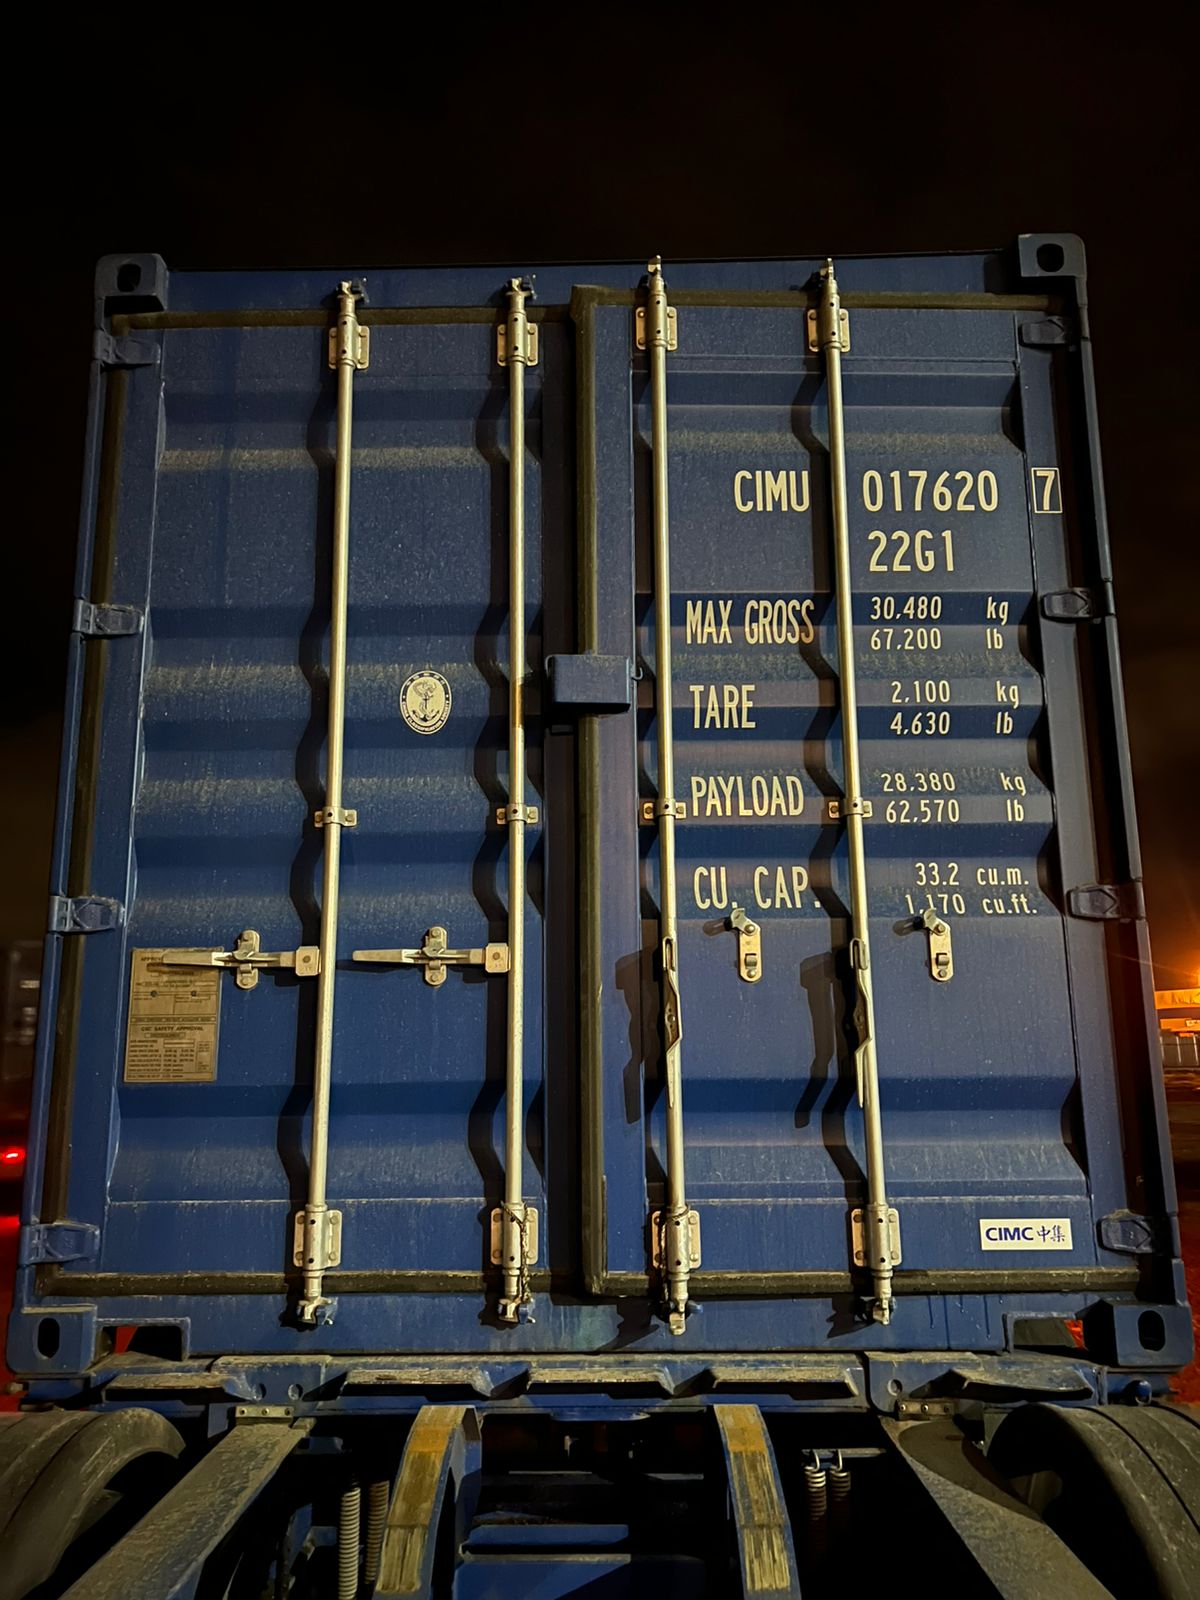 CIMU 017620 7
22G1
MAX GROSS 30,480 kg
67,200 lb
TARE 2,100 kg
4,630 lb
PAYLOAD 28,380 kg
62,570 lb
CU. CAP. 33.2 cu.m.
1,170 cu.ft.
CSC SAFETY APPROVAL
CIMC 中集